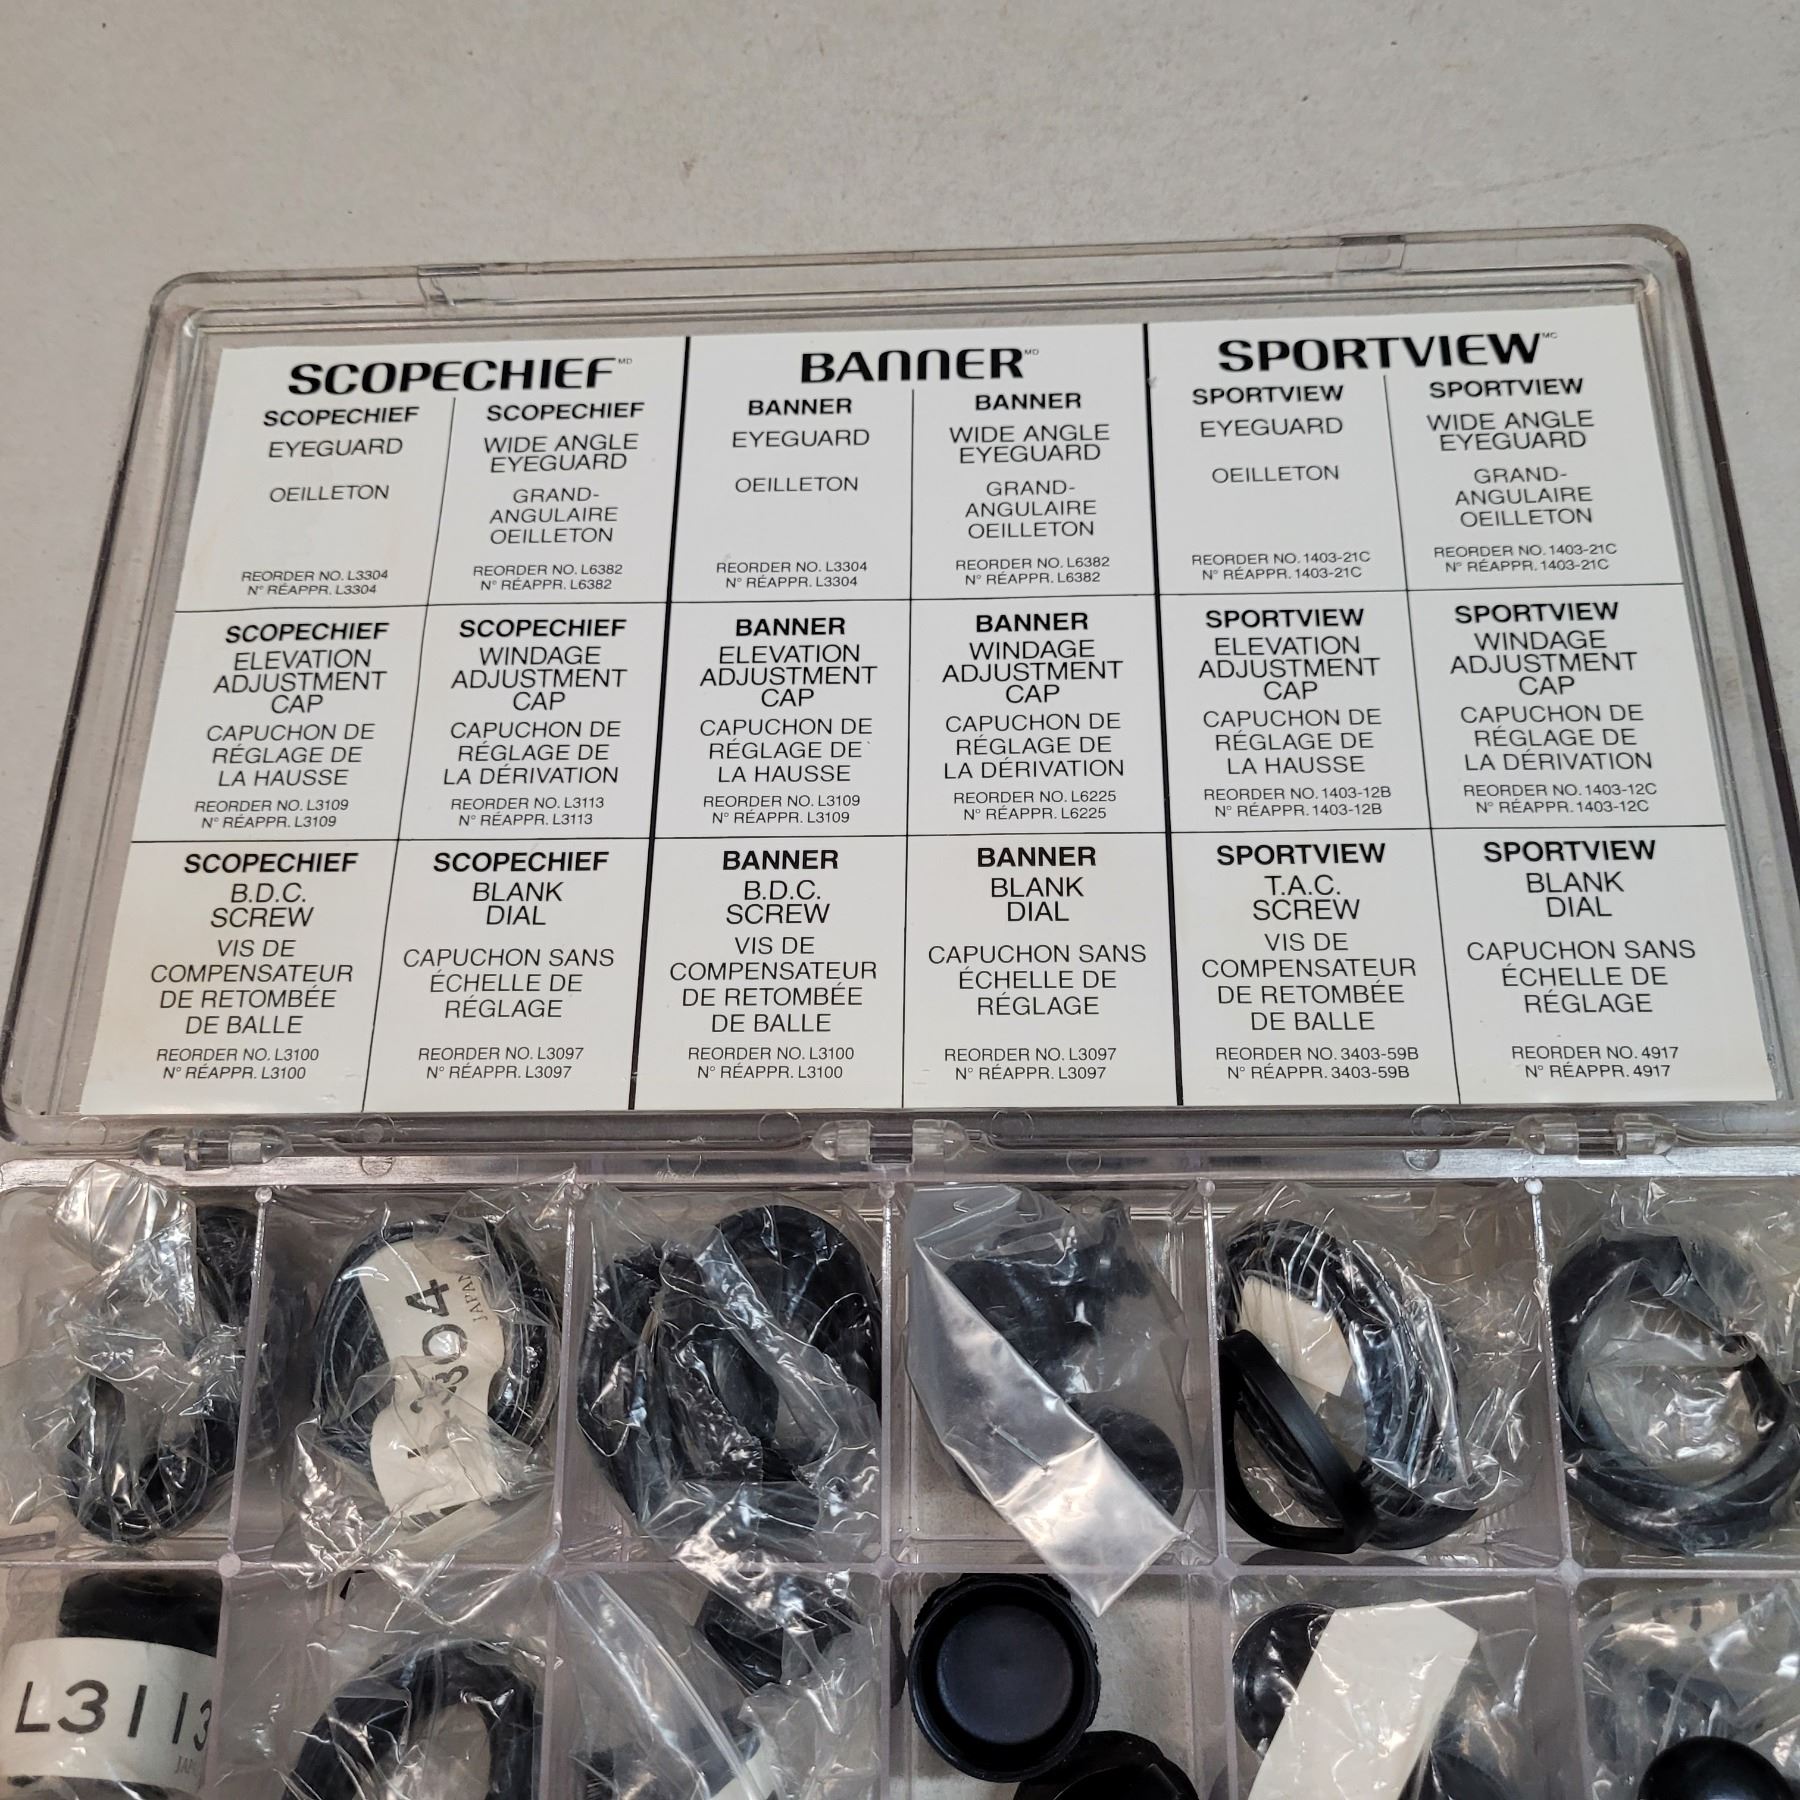 SCOPECHIEF MD
SCOPECHIEF
EYEGUARD
OEILLETON
REORDER NO. L3304
N° RÉAPPR. L3304
SCOPECHIEF
WIDE ANGLE
EYEGUARD
GRAND-
ANGULAIRE
OEILLETON
REORDER NO. L6382
N° RÉAPPR. L6382
BANNER MD
BANNER
EYEGUARD
OEILLETON
REORDER NO. L3304
N° RÉAPPR. L3304
BANNER
WIDE ANGLE
EYEGUARD
GRAND-
ANGULAIRE
OEILLETON
REORDER NO. L6382
N° RÉAPPR. L6382
SPORTVIEW MC
SPORTVIEW
EYEGUARD
OEILLETON
REORDER NO. 1403-21C
N° RÉAPPR. 1403-21C
SPORTVIEW
WIDE ANGLE
EYEGUARD
GRAND-
ANGULAIRE
OEILLETON
REORDER NO. 1403-21C
N° RÉAPPR. 1403-21C
SCOPECHIEF
ELEVATION
ADJUSTMENT
CAP
CAPUCHON DE
RÉGLAGE DE
LA HAUSSE
REORDER NO. L3109
N° RÉAPPR. L3109
SCOPECHIEF
WINDAGE
ADJUSTMENT
CAP
CAPUCHON DE
RÉGLAGE DE
LA DÉRIVATION
REORDER NO. L3113
N° RÉAPPR. L3113
BANNER
ELEVATION
ADJUSTMENT
CAP
CAPUCHON DE
RÉGLAGE DE
LA HAUSSE
REORDER NO. L3109
N° RÉAPPR. L3109
BANNER
WINDAGE
ADJUSTMENT
CAP
CAPUCHON DE
RÉGLAGE DE
LA DÉRIVATION
REORDER NO. L6225
N° RÉAPPR. L6225
SPORTVIEW
ELEVATION
ADJUSTMENT
CAP
CAPUCHON DE
RÉGLAGE DE
LA HAUSSE
REORDER NO. 1403-12B
N° RÉAPPR. 1403-12B
SPORTVIEW
WINDAGE
ADJUSTMENT
CAP
CAPUCHON DE
RÉGLAGE DE
LA DÉRIVATION
REORDER NO. 1403-12C
N° RÉAPPR. 1403-12C
SCOPECHIEF
B.D.C.
SCREW
VIS DE
COMPENSATEUR
DE RETOMBÉE
DE BALLE
REORDER NO. L3100
N° RÉAPPR. L3100
SCOPECHIEF
BLANK
DIAL
CAPUCHON SANS
ÉCHELLE DE
RÉGLAGE
REORDER NO. L3097
N° RÉAPPR. L3097
BANNER
B.D.C.
SCREW
VIS DE
COMPENSATEUR
DE RETOMBÉE
DE BALLE
REORDER NO. L3100
N° RÉAPPR. L3100
BANNER
BLANK
DIAL
CAPUCHON SANS
ÉCHELLE DE
RÉGLAGE
REORDER NO. L3097
N° RÉAPPR. L3097
SPORTVIEW
T.A.C.
SCREW
VIS DE
COMPENSATEUR
DE RETOMBÉE
DE BALLE
REORDER NO. 3403-59B
N° RÉAPPR. 3403-59B
SPORTVIEW
BLANK
DIAL
CAPUCHON SANS
ÉCHELLE DE
RÉGLAGE
REORDER NO. 4917
N° RÉAPPR. 4917
L3304
JAPAN
L3113